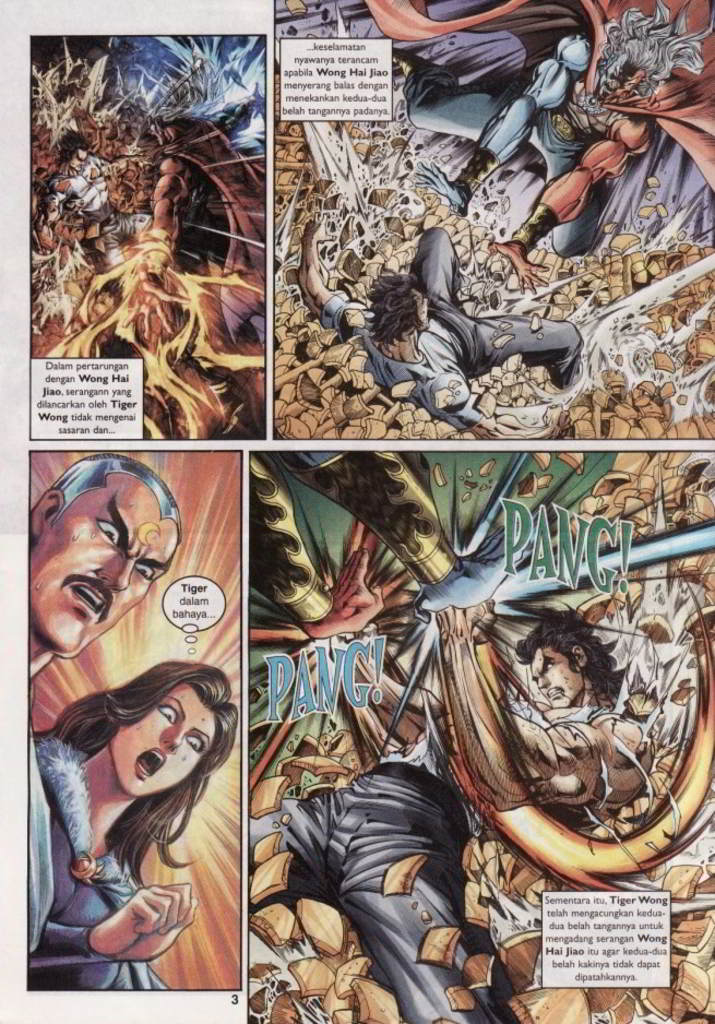 Dalam pertarungan
dengan Wong Hai
Jiao, serangann yang
dilancarkan oleh Tiger
Wong tidak mengenai
sasaran dan...
...keselamatan
nyawanya terancam
apabila Wong Hai Jiao
menyerang balas dengan
menekankan kedua-dua
belah tangannya padanya.
Tiger
dalam
bahaya...
PANG!
PANG!
Sementara itu, Tiger Wong
telah mengacungkan kedua-
dua belah tangannya untuk
mengadang serangan Wong
Hai Jiao itu agar kedua-dua
belah kakinya tidak dapat
dipatahkannya.
3